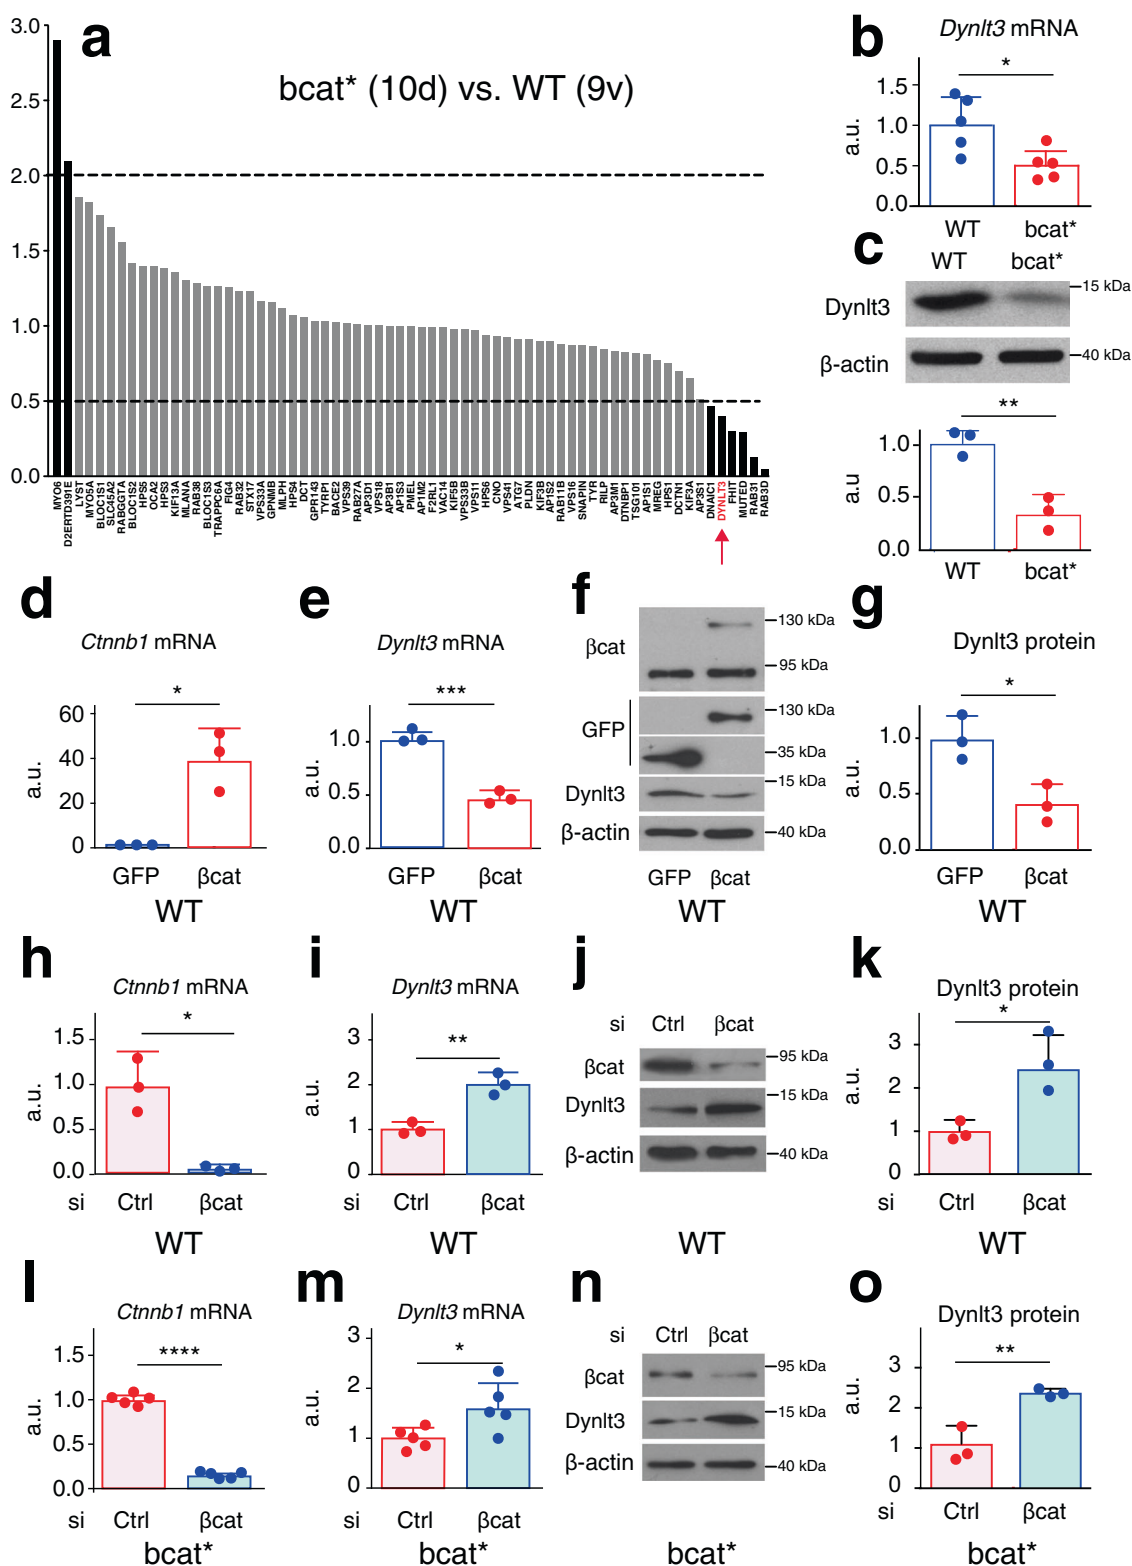 a
bcat* (10d) vs. WT (9v)
3.0
2.5
2.0
1.5
1.0
0.5
0.0
MYO6
D2ERTD391E
LYST
MYO5A
BLOC1S1
SLC45A2
RABGGTA
BLOC1S2
HPS5
OCA2
HPS3
KIF13A
MLANA
RAB38
BLOC1S3
TRAPPC6A
FIG4
RAB32
STX17
VPS33A
GPNMB
MLPH
HPS4
DCT
GPR143
TYRP1
BACE2
VPS39
RAB27A
AP3D1
VPS18
AP3B1
AP1S3
PMEL
AP1M2
F2RL1
VAC14
KIF5B
VPS33B
VPS11
HPS6
CNO
VPS41
ATG7
PLDN
KIF3B
AP1S2
RAB11B
VPS16
SNAPIN
TYR
RILP
AP3M1
DTNBP1
TSG101
AP1S1
MREG
HPS1
DCTN1
KIF3A
AP3S1
DNAIC1
DYNLT3
FHIT
MUTED
RAB31
RAB3D
b
Dynlt3 mRNA
*
a.u.
1.5
1.0
0.5
0.0
WT bcat*
c
WT bcat*
Dynlt3
15 kDa
β-actin
40 kDa
**
a.u
1.0
0.5
0.0
WT bcat*
d
Ctnnb1 mRNA
*
a.u.
60
40
20
0
GFP βcat
WT
e
Dynlt3 mRNA
***
a.u.
1.0
0.5
0.0
GFP βcat
WT
f
βcat
130 kDa
95 kDa
GFP
130 kDa
35 kDa
Dynlt3
15 kDa
β-actin
40 kDa
GFP βcat
WT
g
Dynlt3 protein
*
a.u.
1.0
0.5
0.0
GFP βcat
WT
h
Ctnnb1 mRNA
*
a.u.
1.5
1.0
0.5
0.0
si Ctrl βcat
WT
i
Dynlt3 mRNA
**
a.u.
3
2
1
0
si Ctrl βcat
WT
j
si Ctrl βcat
βcat
95 kDa
Dynlt3
15 kDa
β-actin
40 kDa
WT
k
Dynlt3 protein
*
a.u.
3
2
1
0
si Ctrl βcat
WT
l
Ctnnb1 mRNA
****
a.u.
1.5
1.0
0.5
0.0
si Ctrl βcat
bcat*
m
Dynlt3 mRNA
*
a.u.
3
2
1
0
si Ctrl βcat
bcat*
n
si Ctrl βcat
βcat
95 kDa
Dynlt3
15 kDa
β-actin
40 kDa
bcat*
o
Dynlt3 protein
**
a.u.
3
2
1
0
si Ctrl βcat
bcat*